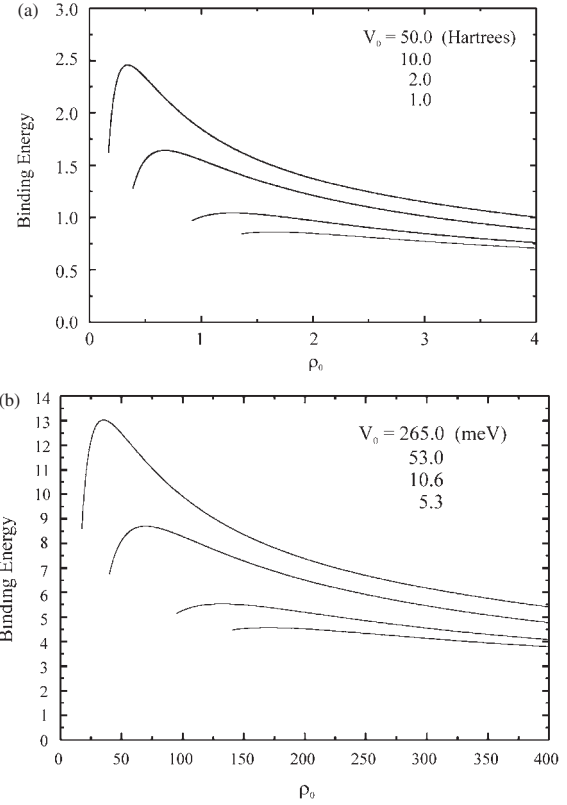 (a)
3.0
2.5
2.0
1.5
1.0
0.5
0.0
Binding Energy
V₀ = 50.0 (Hartrees)
10.0
2.0
1.0
0 1 2 3 4
ρ₀
(b)
14
13
12
11
10
9
8
7
6
5
4
3
2
1
0
Binding Energy
V₀ = 265.0 (meV)
53.0
10.6
5.3
0 50 100 150 200 250 300 350 400
ρ₀